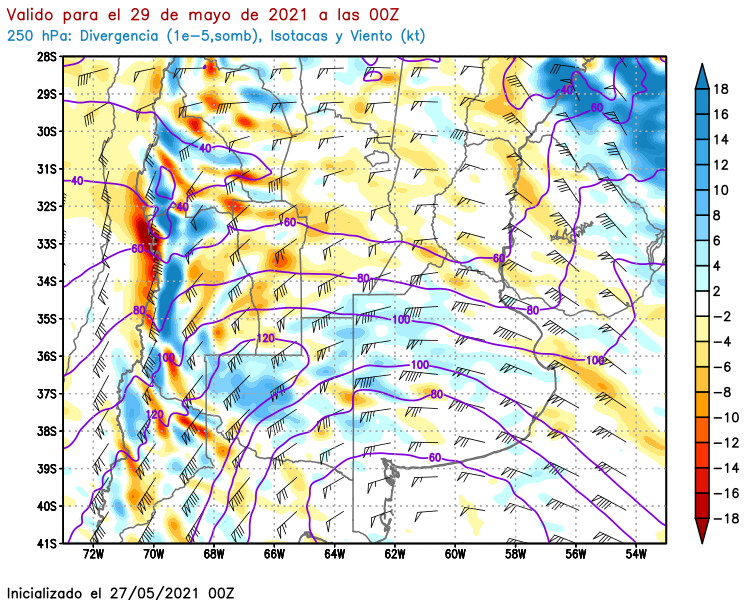 Valido para el 29 de mayo de 2021 a las 00Z
250 hPa: Divergencia (1e−5,somb), Isotacas y Viento (kt)
28S
29S
30S
31S
32S
33S
34S
35S
36S
37S
38S
39S
40S
41S
72W 70W 68W 66W 64W 62W 60W 58W 56W 54W
40
60
40
40
40
60
60
60
80
80
80
100
100
100
120
120
100
80
60
18
16
14
12
10
8
6
4
2
−2
−4
−6
−8
−10
−12
−14
−16
−18
Inicializado el 27/05/2021 00Z